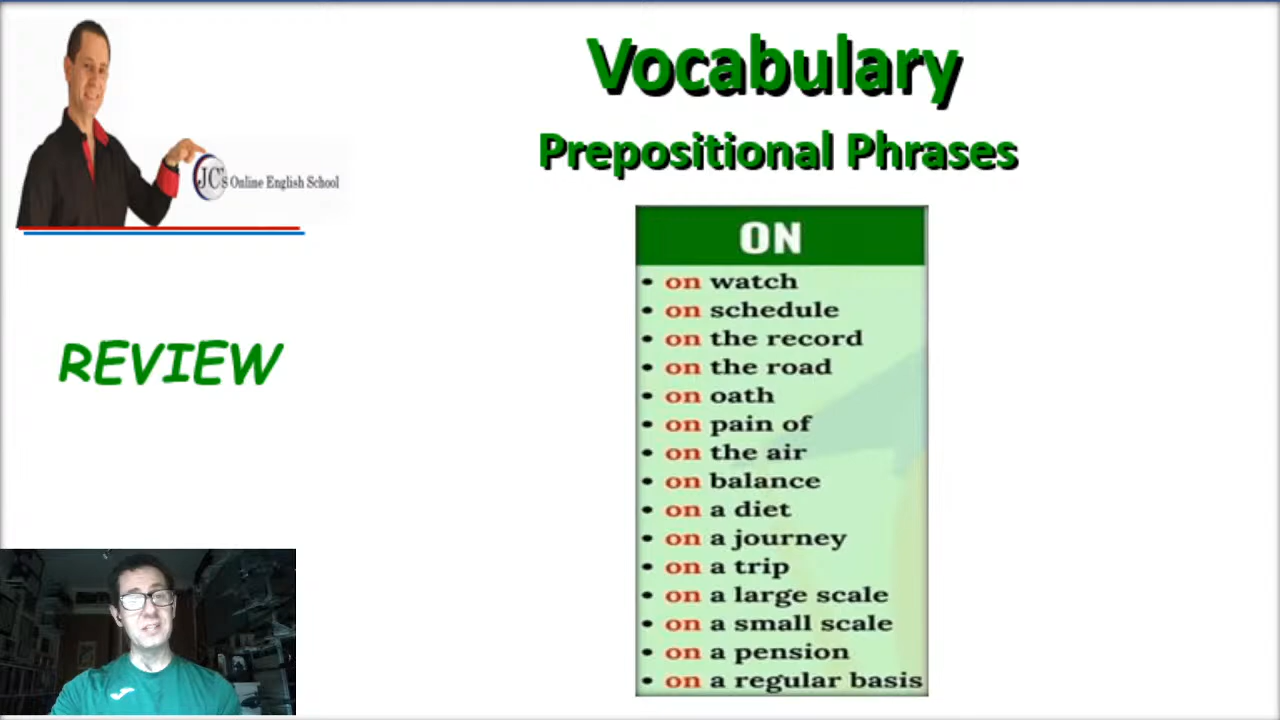 Vocabulary
Prepositional Phrases
JC's Online English School
REVIEW
ON
• on watch
• on schedule
• on the record
• on the road
• on oath
• on pain of
• on the air
• on balance
• on a diet
• on a journey
• on a trip
• on a large scale
• on a small scale
• on a pension
• on a regular basis